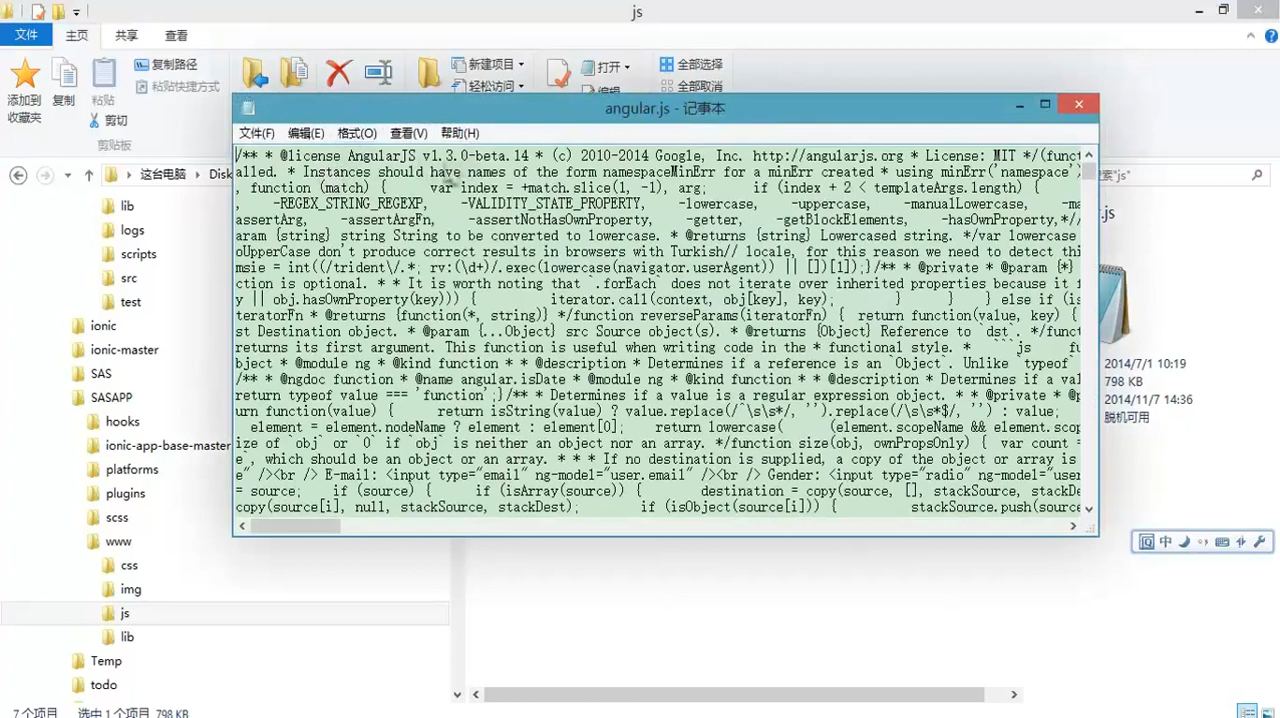 js
文件
主页
共享
查看
添加到
收藏夹
复制
粘贴
复制路径
粘贴快捷方式
剪切
剪贴板
新建项目
轻松访问
打开
全部选择
全部取消
angular.js - 记事本
文件(F) 编辑(E) 格式(O) 查看(V) 帮助(H)
/** * @license AngularJS v1.3.0-beta.14 * (c) 2010-2014 Google, Inc. http://angularjs.org * License: MIT */(funct
alled. * Instances should have names of the form namespaceMinErr for a minErr created * using minErr('namespace')
, function (match) { var index = +match.slice(1, -1), arg; if (index + 2 < templateArgs.length) {
, -REGEX_STRING_REGEXP, -VALIDITY_STATE_PROPERTY, -lowercase, -uppercase, -manualLowercase, -ma
assertArg, -assertArgFn, -assertNotHasOwnProperty, -getter, -getBlockElements, -hasOwnProperty,*//
aram {string} string String to be converted to lowercase. * @returns {string} Lowercased string. */var lowercase
oUpperCase don't produce correct results in browsers with Turkish// locale, for this reason we need to detect thi
msie = int((/trident\/.*, rv:(\d+)/.exec(lowercase(navigator.userAgent)) || [])[1]);}/** * @private * @param {*}
ction is optional. * * It is worth noting that `.forEach` does not iterate over inherited properties because it f
y || obj.hasOwnProperty(key))) { iterator.call(context, obj[key], key); } } } else if (is
iteratorFn * @returns {function(*, string)} */function reverseParams(iteratorFn) { return function(value, key) {
st Destination object. * @param {...Object} src Source object(s). * @returns {Object} Reference to `dst`. */funct
returns its first argument. This function is useful when writing code in the * functional style. * ```js fu
bject * @module ng * @kind function * * @description * Determines if a reference is an `Object`. Unlike `typeof
/** * @ngdoc function * @name angular.isDate * @module ng * @kind function * @description * Determines if a val
return typeof value === 'function';}/** * Determines if a value is a regular expression object. * * @private * @p
urn function(value) { return isString(value) ? value.replace(/^\s\s*/, '').replace(/\s\s*$/, '') : value;
element = element.nodeName ? element : element[0]; return lowercase( (element.scopeName && element.scop
ize of `obj` or `0` if `obj` is neither an object nor an array. */function size(obj, ownPropsOnly) { var count =
e`, which should be an object or an array. * * * If no destination is supplied, a copy of the object or array is
e" /><br /> E-mail: <input type="email" ng-model="user.email" /><br /> Gender: <input type="radio" ng-model="user
= source; if (source) { if (isArray(source)) { destination = copy(source, [], stackSource, stackDe
copy(source[i], null, stackSource, stackDest); if (isObject(source[i])) { stackSource.push(source
这台电脑
Disk
"js"
lib
logs
scripts
src
test
ionic
ionic-master
SAS
SASAPP
hooks
ionic-app-base-master
platforms
plugins
scss
www
css
img
js
lib
Temp
todo
2014/7/1 10:19
798 KB
2014/11/7 14:36
脱机可用
中
7 个项目 选中 1 个项目 798 KB